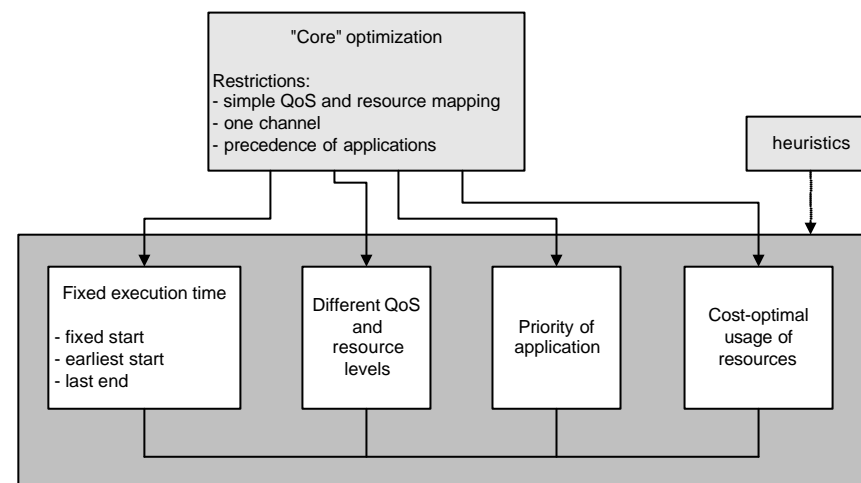 "Core" optimization
Restrictions:
- simple QoS and resource mapping
- one channel
- precedence of applications
heuristics
Fixed execution time
- fixed start
- earliest start
- last end
Different QoS
and
resource
levels
Priority of
application
Cost-optimal
usage of
resources